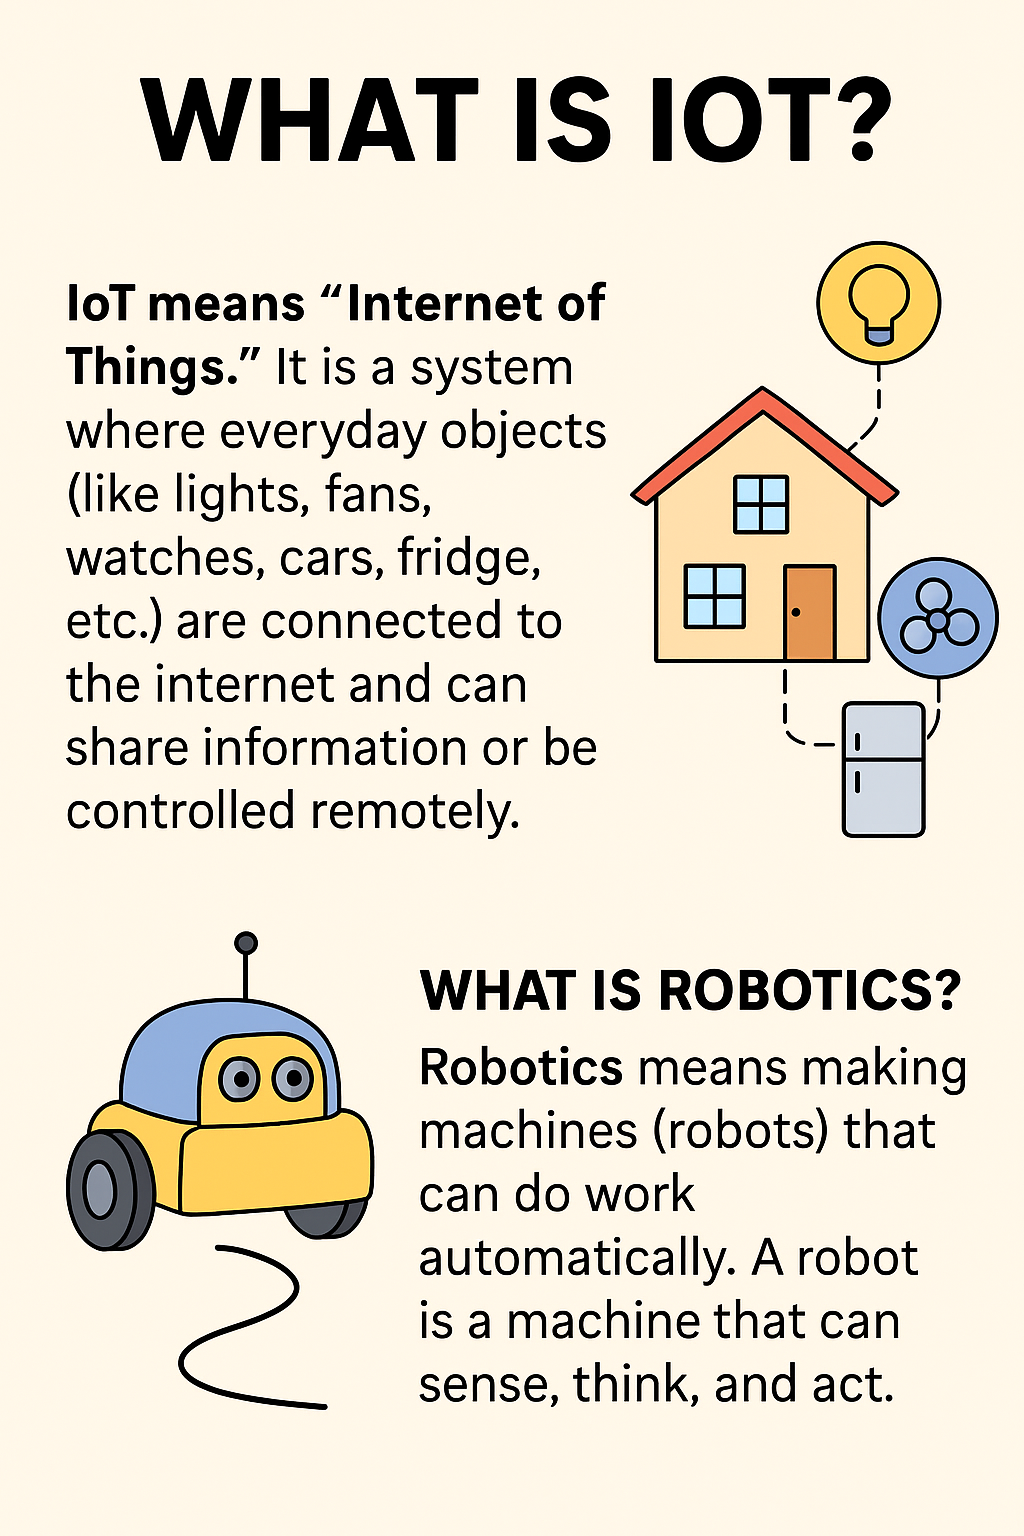 WHAT IS IOT?
IoT means “Internet of
Things.” It is a system
where everyday objects
(like lights, fans,
watches, cars, fridge,
etc.) are connected to
the internet and can
share information or be
controlled remotely.
WHAT IS ROBOTICS?
Robotics means making
machines (robots) that
can do work
automatically. A robot
is a machine that can
sense, think, and act.